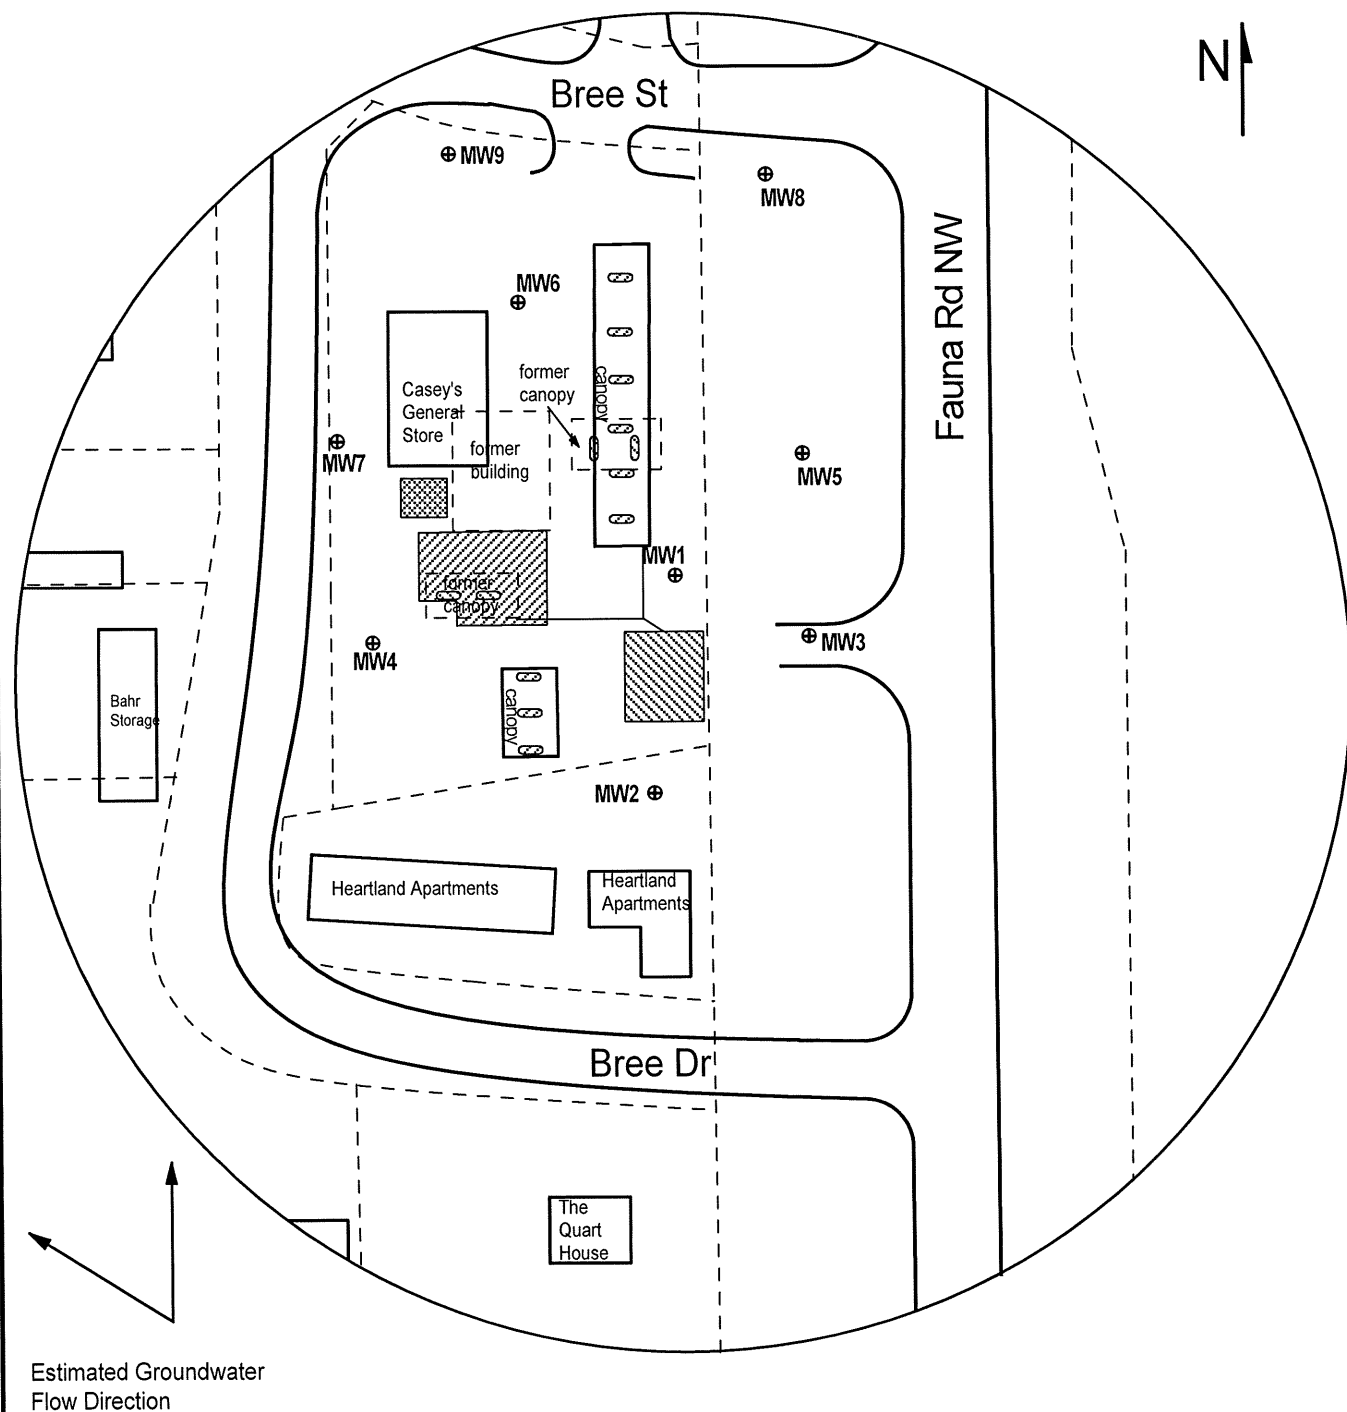 N
Bree St
MW9
MW8
Fauna Rd NW
MW6
former
canopy
canopy
Casey's
General
Store
former
building
MW7
MW5
MW1
former
canopy
MW3
MW4
Bahr
Storage
canopy
MW2
Heartland Apartments
Heartland
Apartments
Bree Dr
The
Quart
House
Estimated Groundwater
Flow Direction